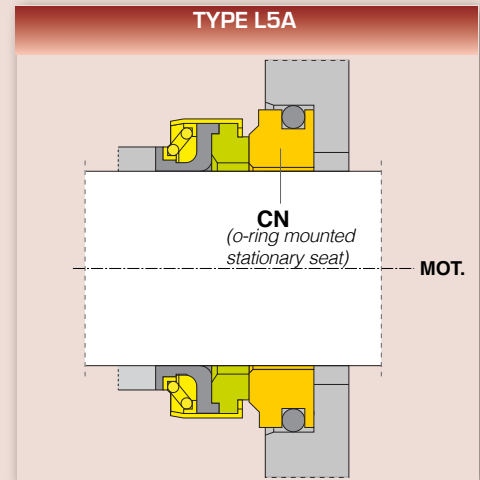 TYPE L5A
CN
(o-ring mounted
stationary seat)
MOT.